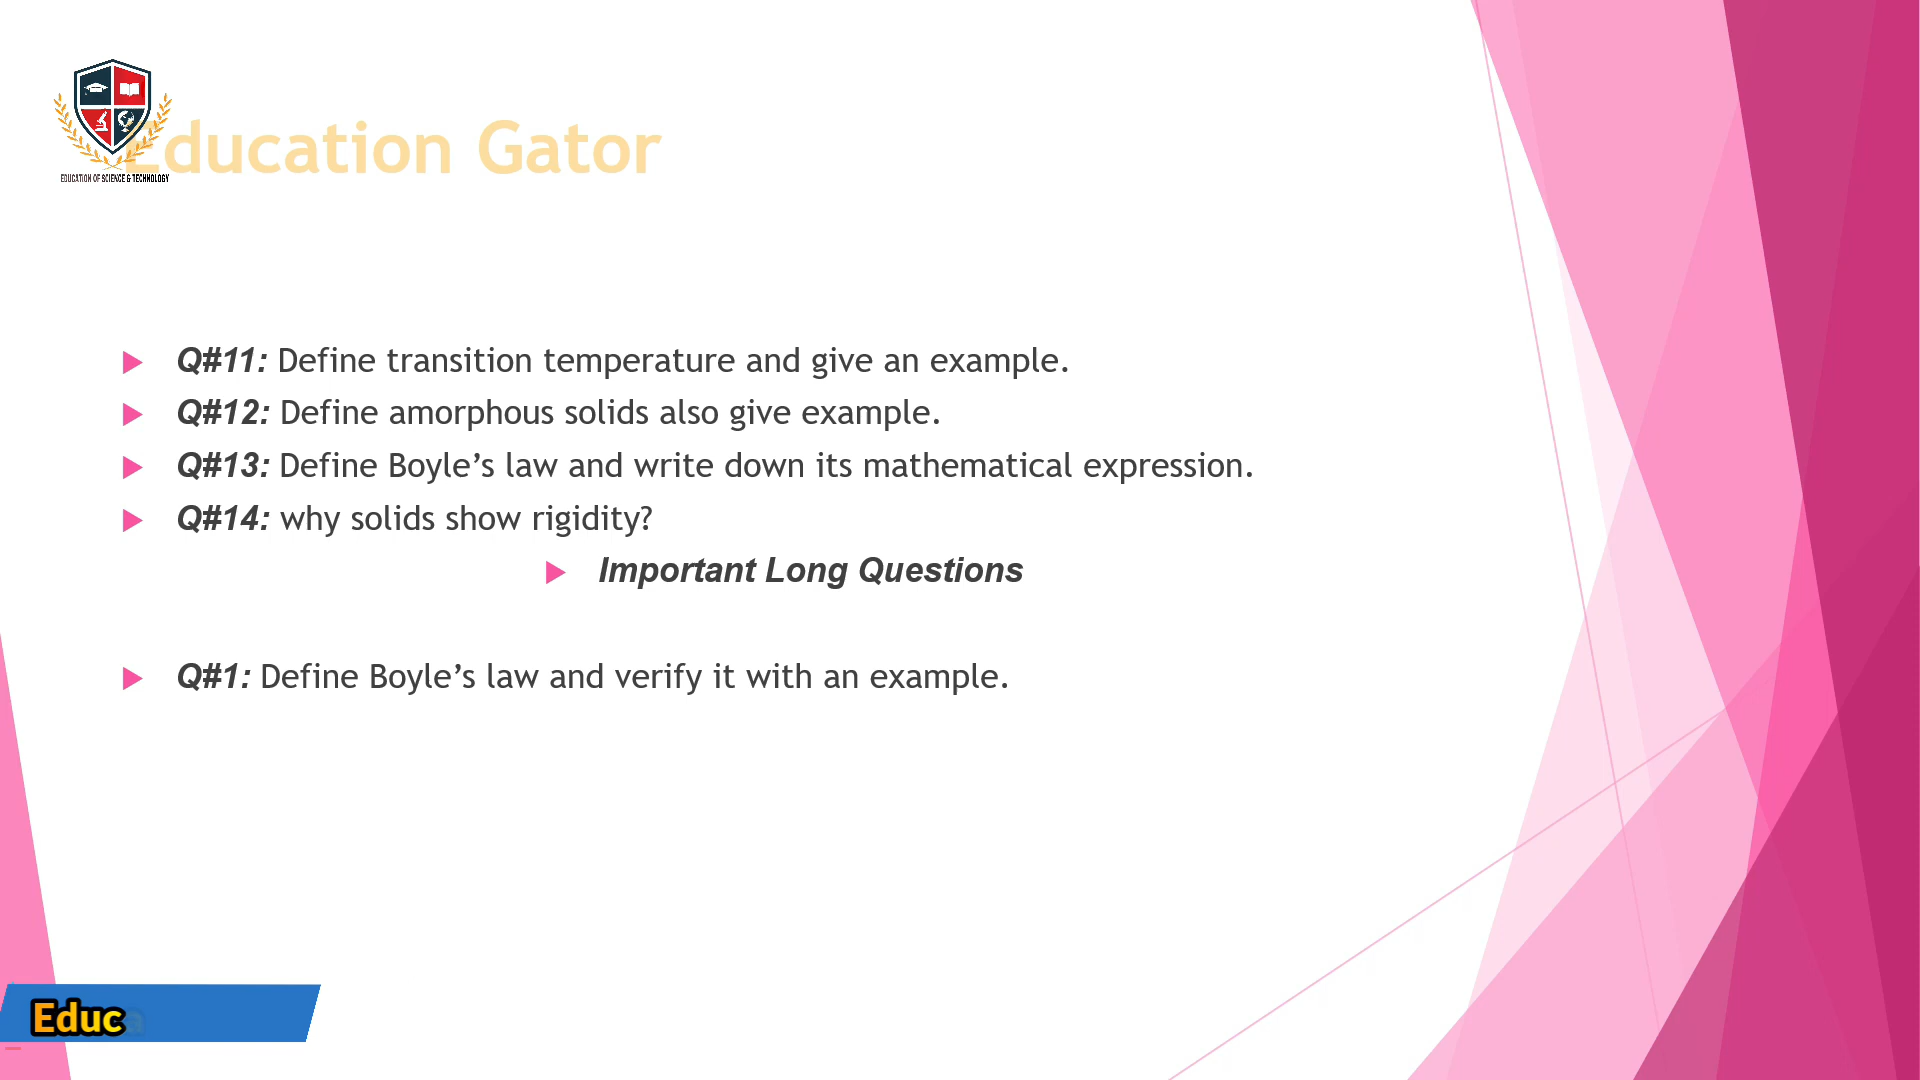 Education Gator
EDUCATION OF SCIENCE & TECHNOLOGY
Q#11: Define transition temperature and give an example.
Q#12: Define amorphous solids also give example.
Q#13: Define Boyle’s law and write down its mathematical expression.
Q#14: why solids show rigidity?
Important Long Questions
Q#1: Define Boyle’s law and verify it with an example.
Educa